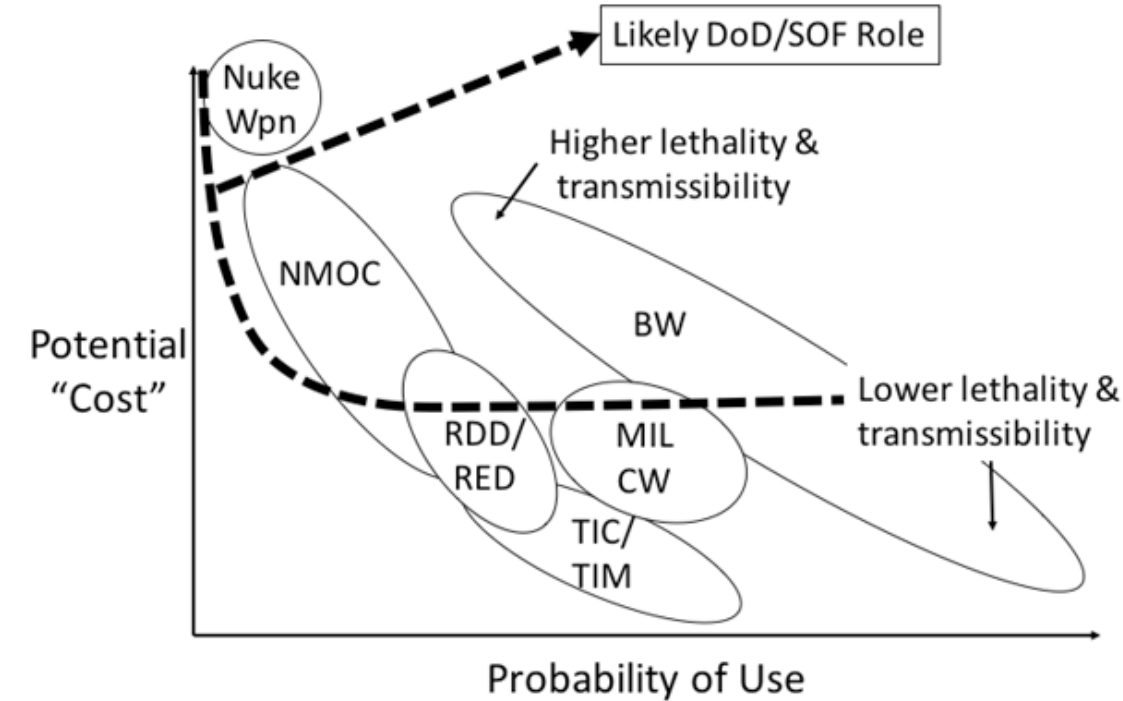 Likely DoD/SOF Role
Nuke
Wpn
Higher lethality &
transmissibility
NMOC
BW
Potential
“Cost”
Lower lethality &
transmissibility
RDD/
RED
MIL
CW
TIC/
TIM
Probability of Use